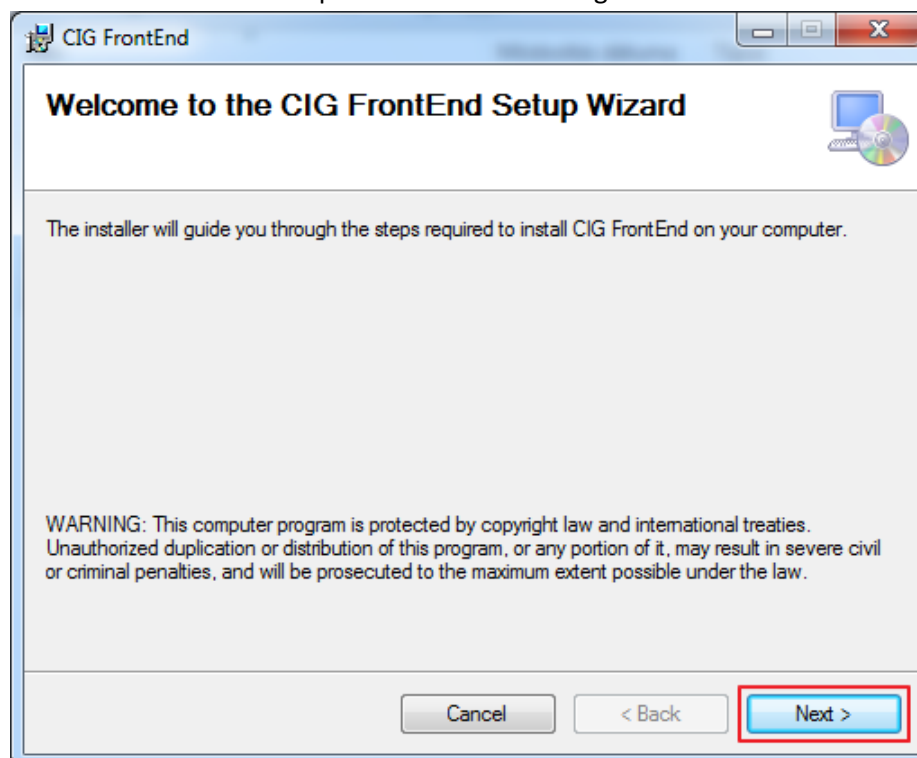 CIG FrontEnd
Welcome to the CIG FrontEnd Setup Wizard
The installer will guide you through the steps required to install CIG FrontEnd on your computer.
WARNING: This computer program is protected by copyright law and international treaties.
Unauthorized duplication or distribution of this program, or any portion of it, may result in severe civil
or criminal penalties, and will be prosecuted to the maximum extent possible under the law.
Cancel
< Back
Next >